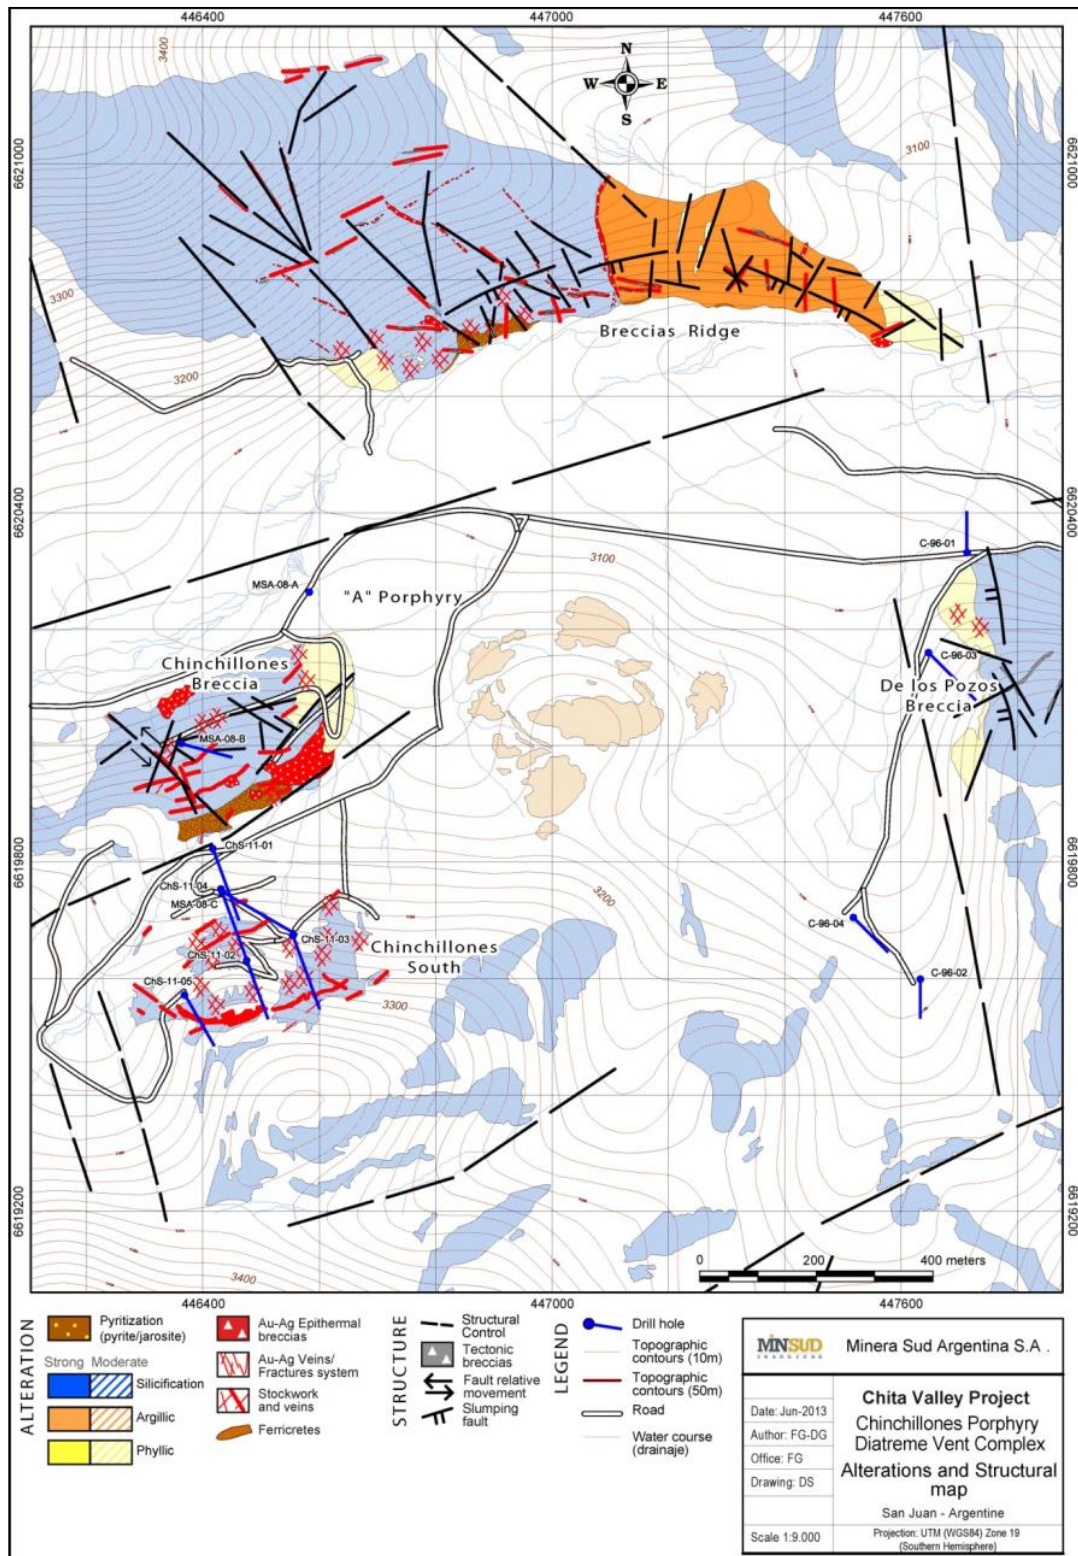 446400
447000
447600
3400
N
W
E
S
3100
6621000
6621000
3300
Breccias Ridge
3200
6620400
6620400
C-96-01
3100
MSA-08-A
"A" Porphyry
Chinchillones
Breccia
C-96-03
De los Pozos
Breccia
MSA-08-B
ChS-11-01
6619800
6619800
ChS-11-04
MSA-08-C
3200
C-96-04
ChS-11-03
Chinchillones
South
ChS-11-02
ChS-11-05
C-96-02
3300
6619200
6619200
0
200
400 meters
3400
446400
447000
447600
ALTERATION
Pyritization
(pyrite/jarosite)
Strong Moderate
Silicification
Argillic
Phyllic
Au-Ag Epithermal
breccias
Au-Ag Veins/
Fractures system
Stockwork
and veins
Ferricretes
STRUCTURE
Structural
Control
Tectonic
breccias
Fault relative
movement
Slumping
fault
LEGEND
Drill hole
Topographic
contours (10m)
Topographic
contours (50m)
Road
Water course
(drainaje)
MINSUD
Minera Sud Argentina S.A .
Date: Jun-2013
Author: FG-DG
Office: FG
Drawing: DS
Scale 1:9.000
Chita Valley Project
Chinchillones Porphyry
Diatreme Vent Complex
Alterations and Structural
map
San Juan - Argentine
Projection: UTM (WGS84) Zone 19
(Southern Hemisphere)